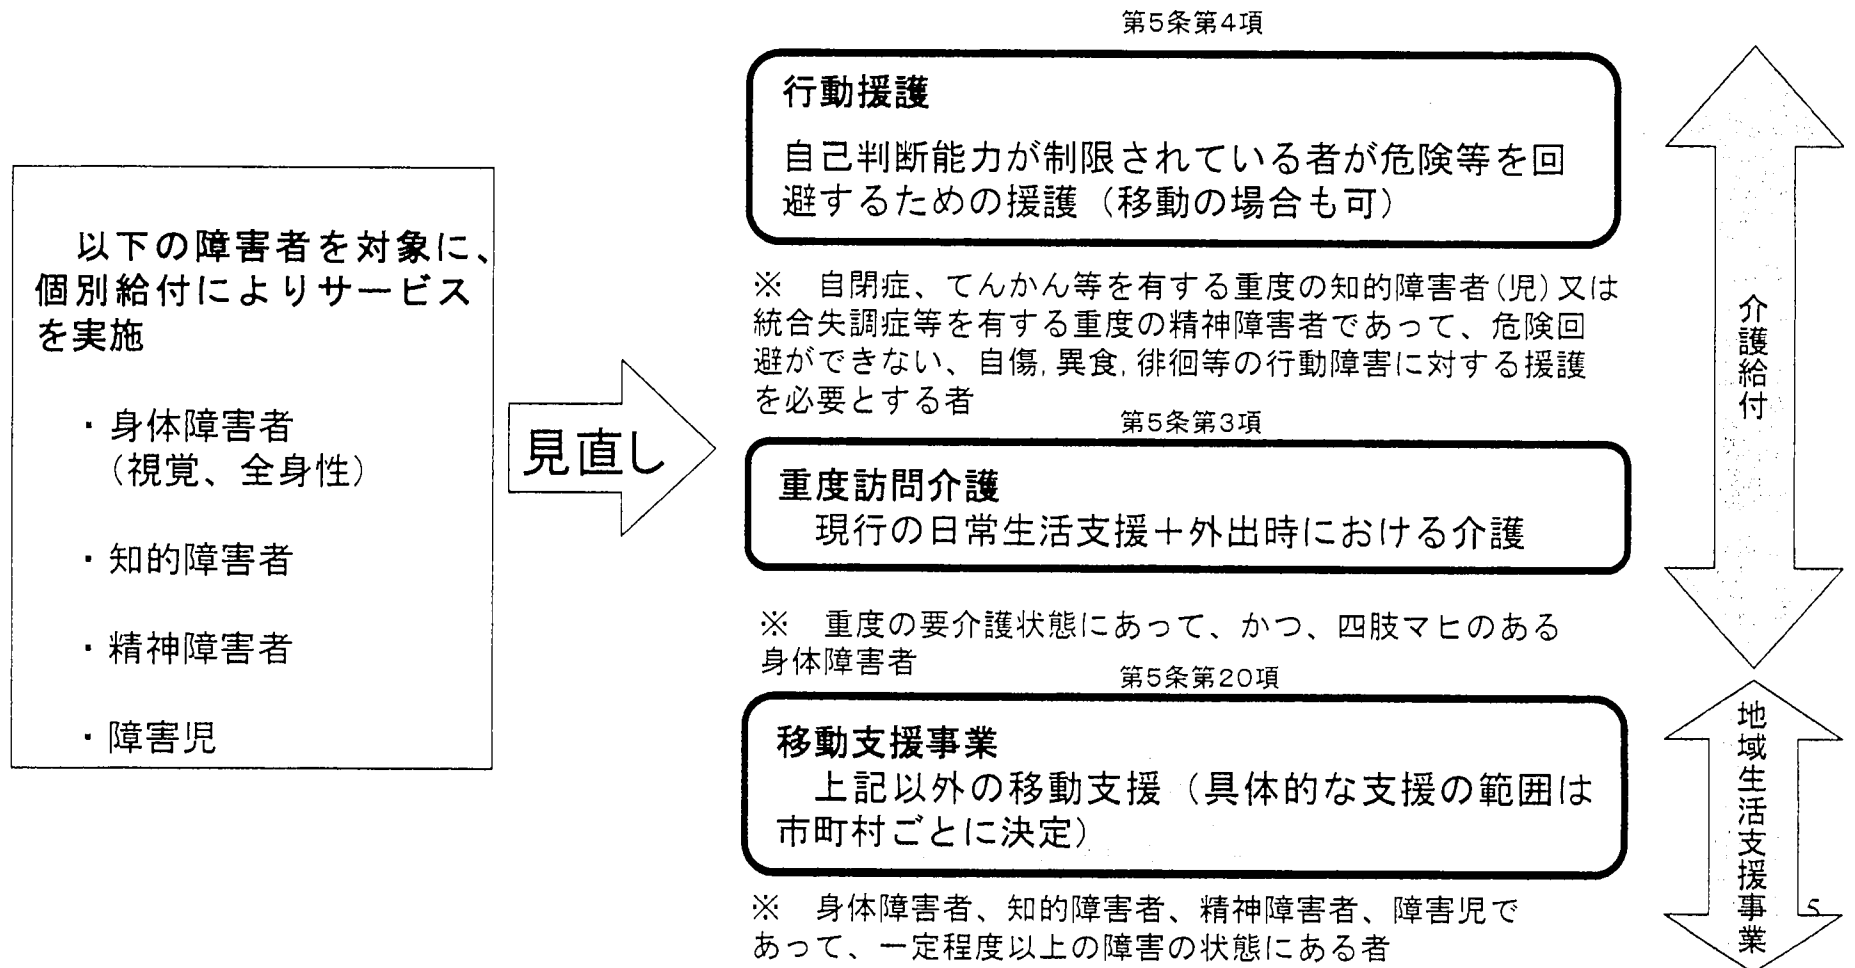 以下の障害者を対象に、
個別給付によりサービス
を実施
・身体障害者
（視覚、全身性）
・知的障害者
・精神障害者
・障害児
見直し
第5条第4項
行動援護
自己判断能力が制限されている者が危険等を回
避するための援護（移動の場合も可）
※　自閉症、てんかん等を有する重度の知的障害者(児)又は
統合失調症等を有する重度の精神障害者であって、危険回
避ができない、自傷,異食,徘徊等の行動障害に対する援護
を必要とする者
第5条第3項
重度訪問介護
現行の日常生活支援＋外出時における介護
※　重度の要介護状態にあって、かつ、四肢マヒのある
身体障害者
第5条第20項
移動支援事業
上記以外の移動支援（具体的な支援の範囲は
市町村ごとに決定）
※　身体障害者、知的障害者、精神障害者、障害児で
あって、一定程度以上の障害の状態にある者
介護給付
地域生活支援事業
5